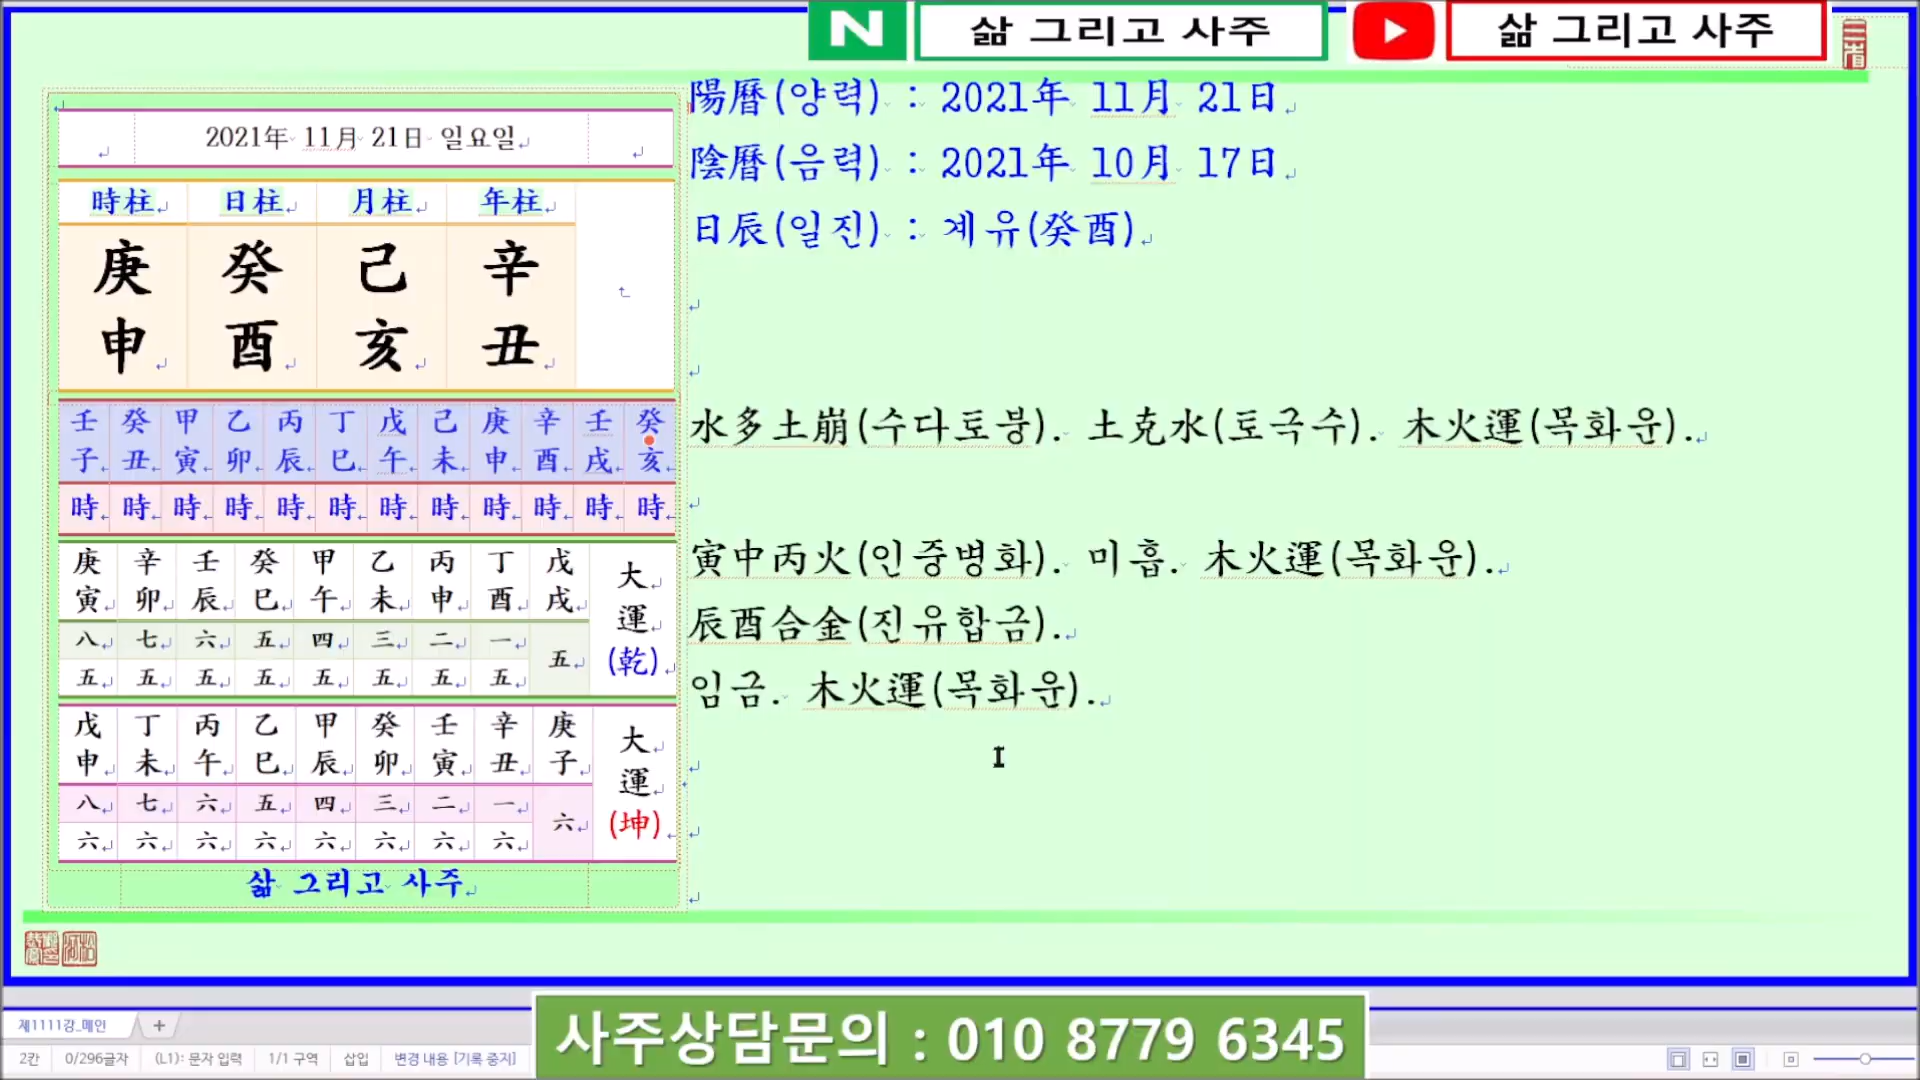 N 삶 그리고 사주 삶 그리고 사주
2021年 11月 21日 일요일
時柱 日柱 月柱 年柱
庚 癸 己 辛
申 酉 亥 丑
壬 癸 甲 乙 丙 丁 戊 己 庚 辛 壬 癸
子 丑 寅 卯 辰 巳 午 未 申 酉 戌 亥
時 時 時 時 時 時 時 時 時 時 時 時
庚 辛 壬 癸 甲 乙 丙 丁 戊 大
寅 卯 辰 巳 午 未 申 酉 戌 運
八 七 六 五 四 三 二 一 五 (乾)
五 五 五 五 五 五 五 五
戊 丁 丙 乙 甲 癸 壬 辛 庚 大
申 未 午 巳 辰 卯 寅 丑 子 運
八 七 六 五 四 三 二 一 六 (坤)
六 六 六 六 六 六 六 六
삶 그리고 사주
陽曆(양력) : 2021年 11月 21日
陰曆(음력) : 2021年 10月 17日
日辰(일진) : 계유(癸酉)
水多土崩(수다토붕). 土克水(토극수). 木火運(목화운).
寅中丙火(인중병화). 미흡. 木火運(목화운).
辰酉合金(진유합금).
임금. 木火運(목화운).
제1111강_메인 +
2칸 0/296글자 (L1): 문자 입력 1/1 구역 삽입 변경 내용 [기록 중지]
사주상담문의 : 010 8779 6345